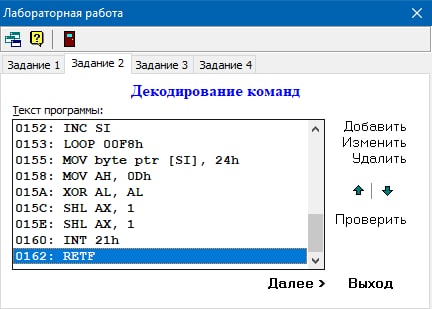 Лабораторная работа
Задание 1 Задание 2 Задание 3 Задание 4
Декодирование команд
Текст программы:
0152: INC SI
0153: LOOP 00F8h
0155: MOV byte ptr [SI], 24h
0158: MOV AH, 0Dh
015A: XOR AL, AL
015C: SHL AX, 1
015E: SHL AX, 1
0160: INT 21h
0162: RETF
Добавить
Изменить
Удалить
Проверить
Далее >
Выход